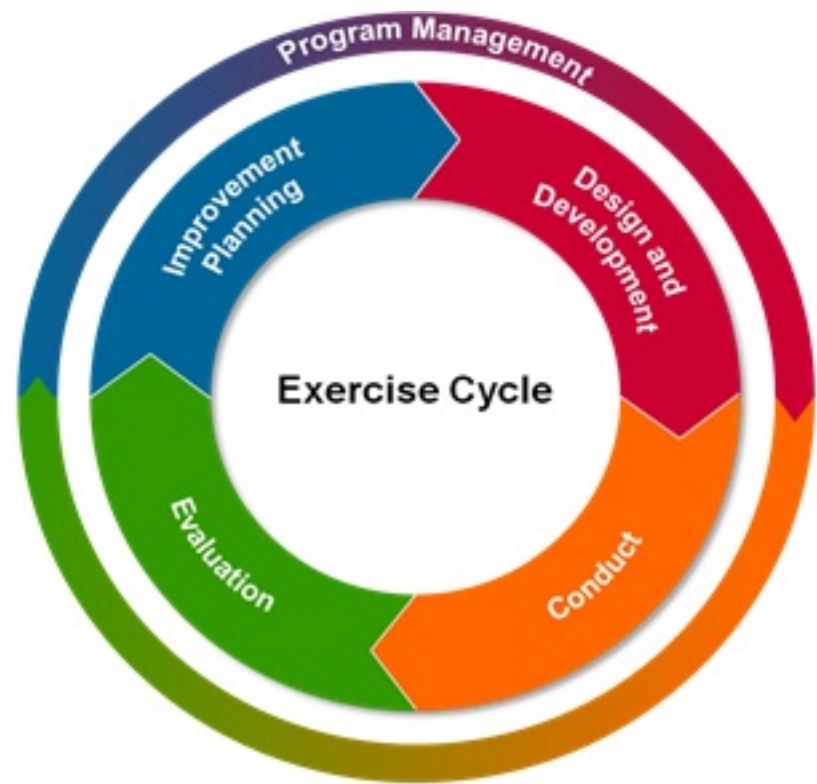 Program Management
Improvement
Planning
Design and
Development
Exercise Cycle
Evaluation
Conduct